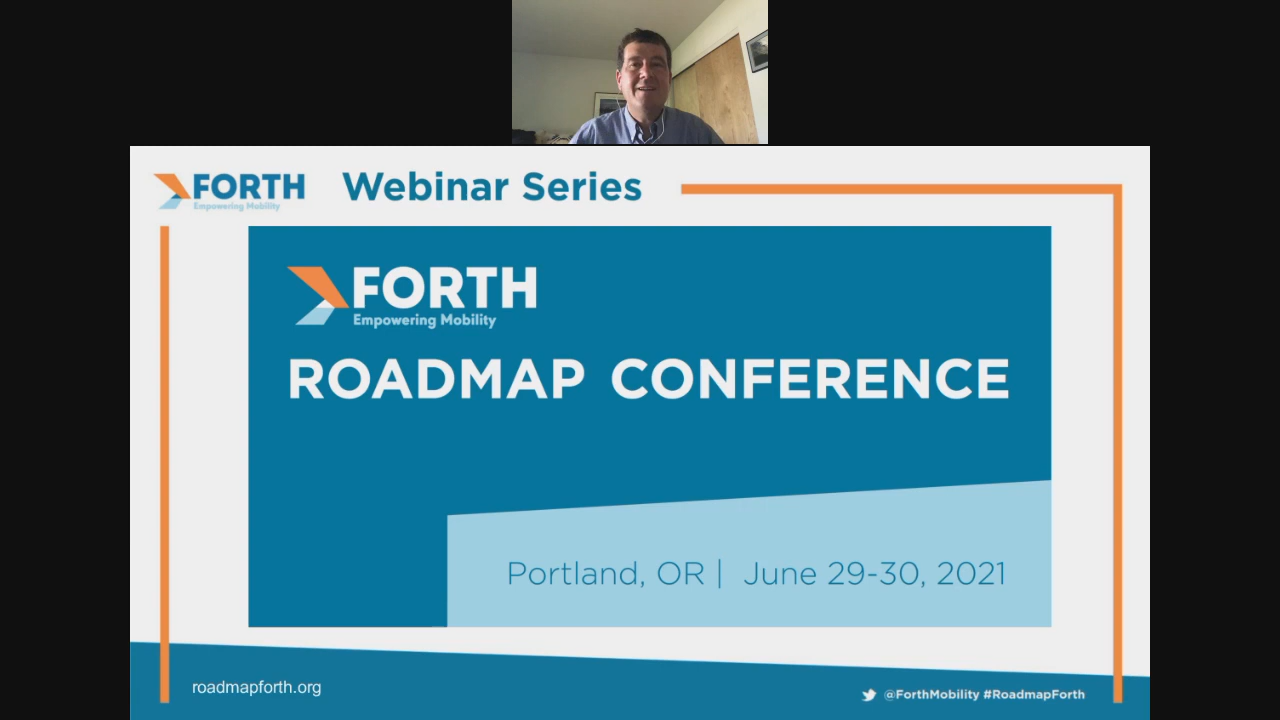 FORTH
Empowering Mobility
Webinar Series
FORTH
Empowering Mobility
ROADMAP CONFERENCE
Portland, OR | June 29-30, 2021
roadmapforth.org
@ForthMobility #RoadmapForth